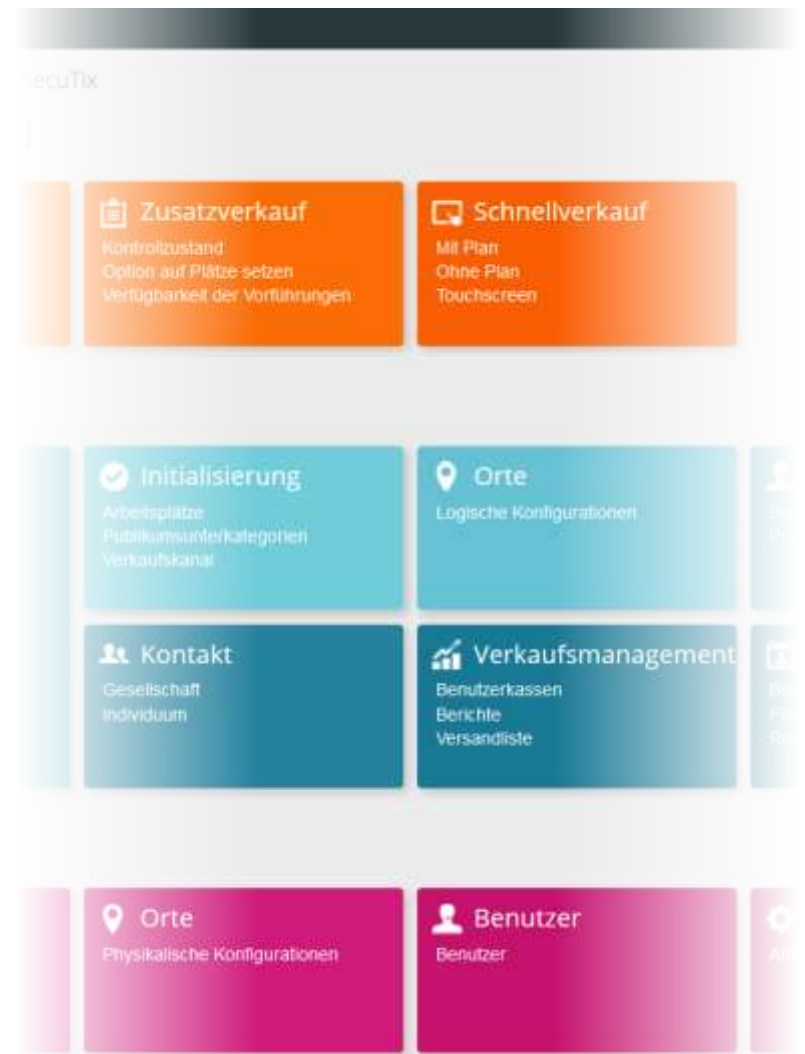 SecuTix
Zusatzverkauf
Kontrollzustand
Option auf Plätze setzen
Verfügbarkeit der Vorführungen
Schnellverkauf
Mit Plan
Ohne Plan
Touchscreen
Initialisierung
Arbeitsplätze
Publikumsunterkategorien
Verkaufskanal
Orte
Logische Konfigurationen
Kontakt
Gesellschaft
Individuum
Verkaufsmanagement
Benutzerkassen
Berichte
Versandliste
Orte
Physikalische Konfigurationen
Benutzer
Benutzer